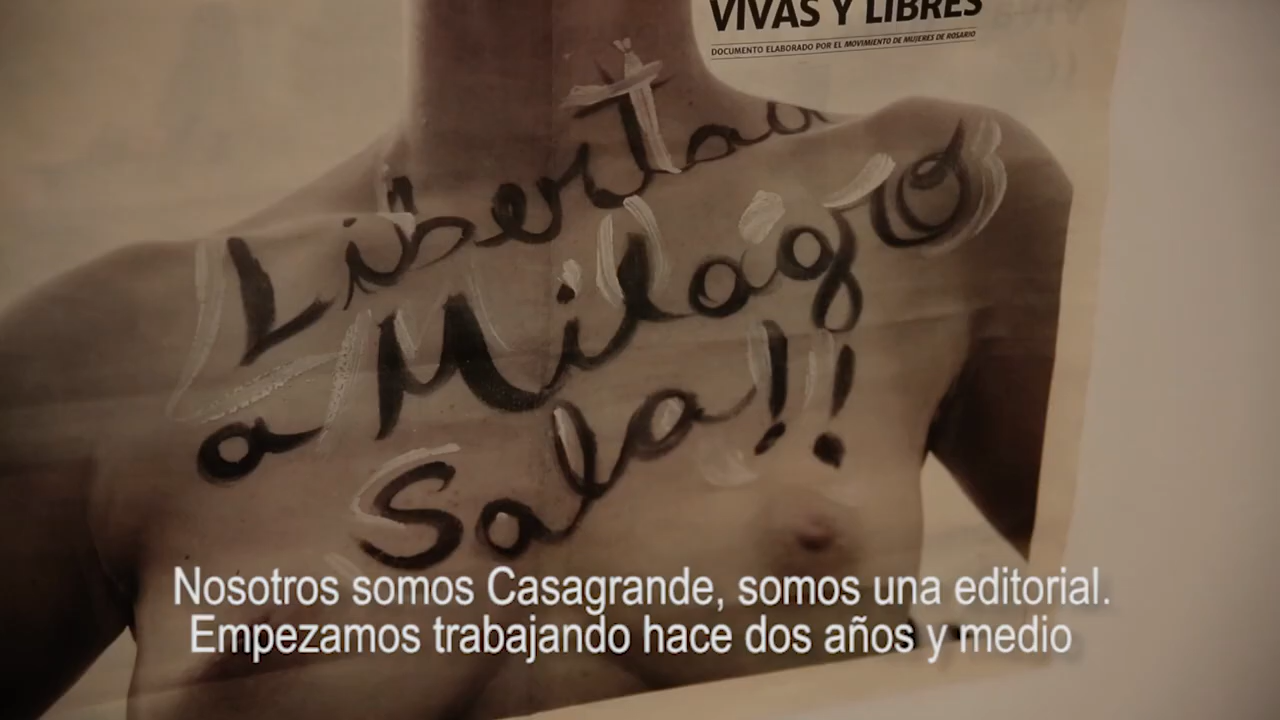 VIVAS Y LIBRES
DOCUMENTO ELABORADO POR EL MOVIMIENTO DE MUJERES DE ROSARIO
Libertad
a Milagro
Sala!!
Nosotros somos Casagrande, somos una editorial.
Empezamos trabajando hace dos años y medio